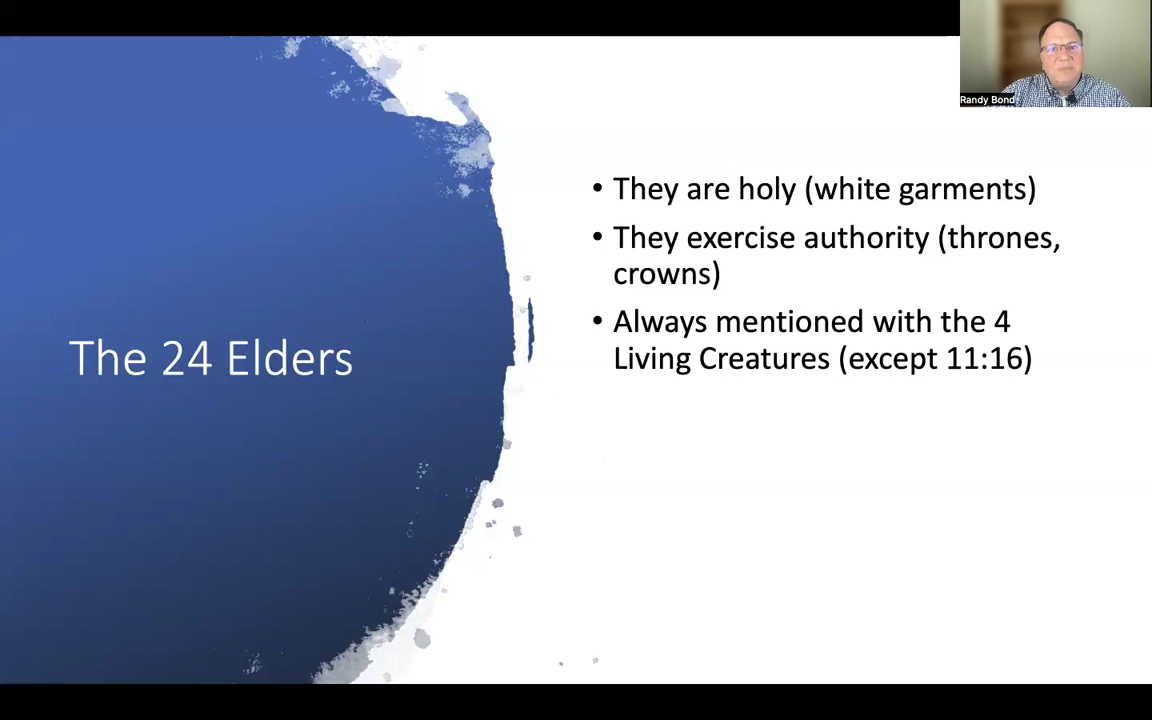 Randy Bond
The 24 Elders
• They are holy (white garments)
• They exercise authority (thrones,
crowns)
• Always mentioned with the 4
Living Creatures (except 11:16)